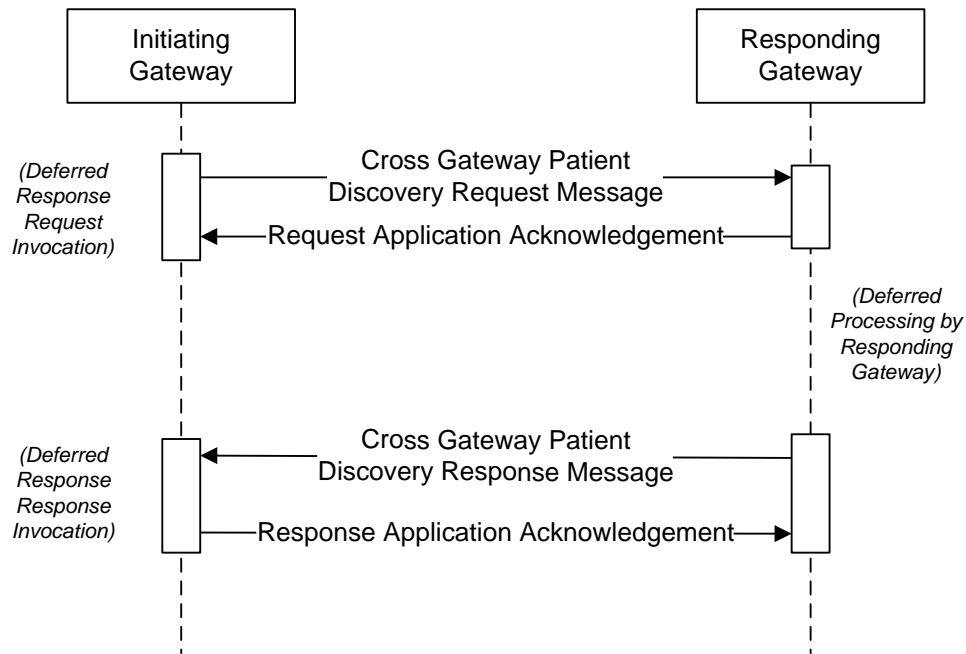 Initiating
Gateway
Responding
Gateway
(Deferred
Response
Request
Invocation)
Cross Gateway Patient
Discovery Request Message
Request Application Acknowledgement
(Deferred
Processing by
Responding
Gateway)
(Deferred
Response
Response
Invocation)
Cross Gateway Patient
Discovery Response Message
Response Application Acknowledgement